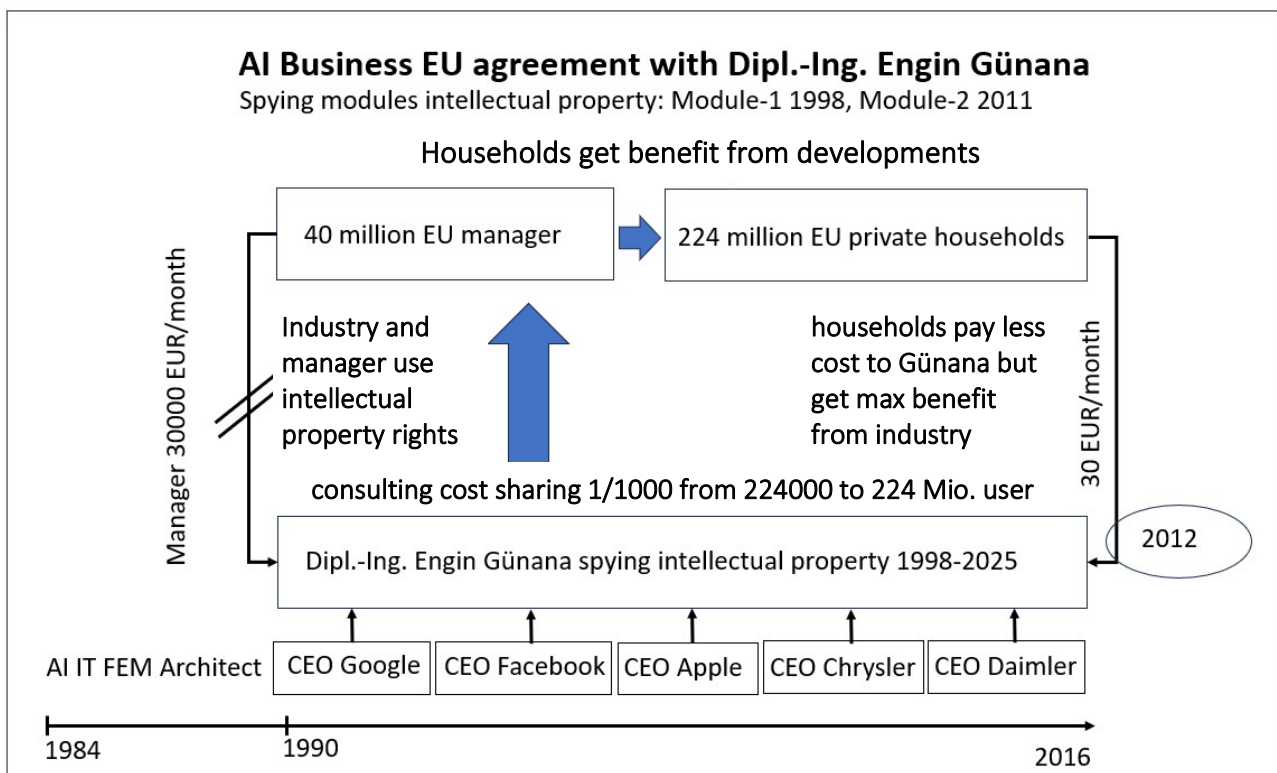 AI Business EU agreement with Dipl.-Ing. Engin Günana
Spying modules intellectual property: Module-1 1998, Module-2 2011
Households get benefit from developments
40 million EU manager
224 million EU private households
Manager 30000 EUR/month
Industry and
manager use
intellectual
property rights
households pay less
cost to Günana but
get max benefit
from industry
30 EUR/month
consulting cost sharing 1/1000 from 224000 to 224 Mio. user
2012
Dipl.-Ing. Engin Günana spying intellectual property 1998-2025
AI IT FEM Architect
CEO Google
CEO Facebook
CEO Apple
CEO Chrysler
CEO Daimler
1984
1990
2016